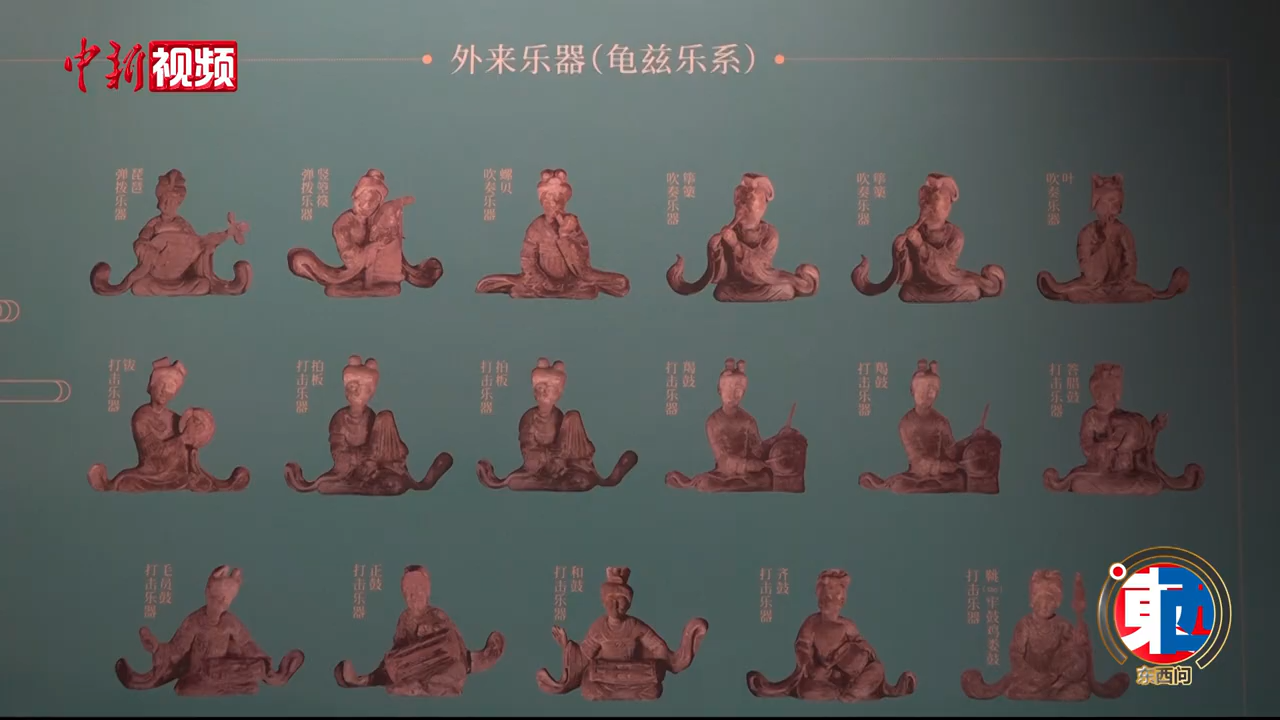 中新视频
外来乐器（龟兹乐系）
琵琶
弹拨乐器
竖箜篌
弹拨乐器
螺贝
吹奏乐器
筚篥
吹奏乐器
筚篥
吹奏乐器
叶
吹奏乐器
钹
打击乐器
拍板
打击乐器
拍板
打击乐器
羯鼓
打击乐器
羯鼓
打击乐器
答腊鼓
打击乐器
毛员鼓
打击乐器
正鼓
打击乐器
和鼓
打击乐器
齐鼓
打击乐器
打击乐器
東
东西问